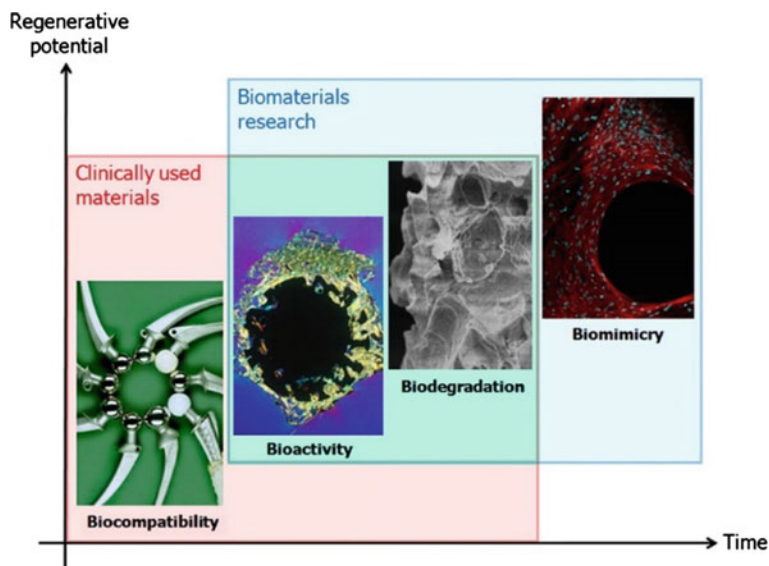 Regenerative
potential
Biomaterials
research
Clinically used
materials
Biomimicry
Biodegradation
Bioactivity
Biocompatibility
Time